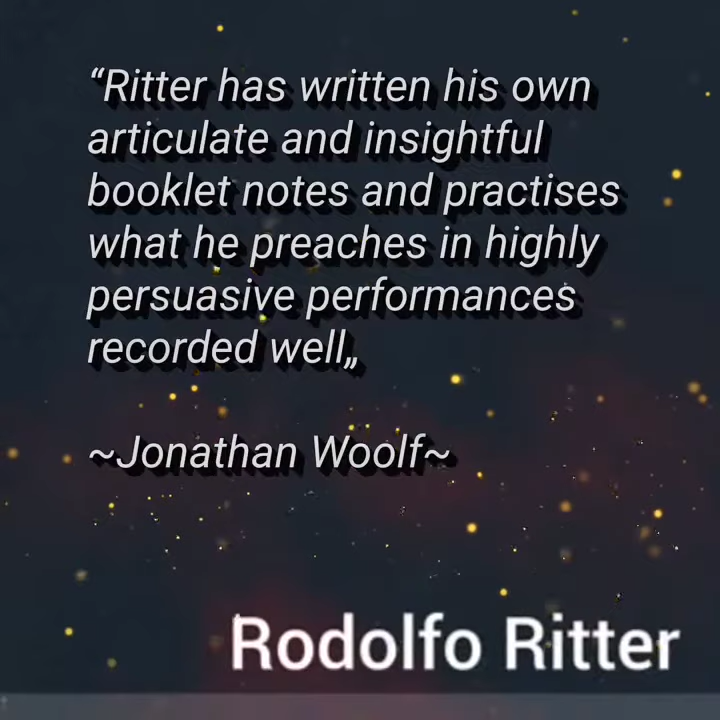 “Ritter has written his own
articulate and insightful
booklet notes and practises
what he preaches in highly
persuasive performances
recorded well„
~Jonathan Woolf~
Rodolfo Ritter